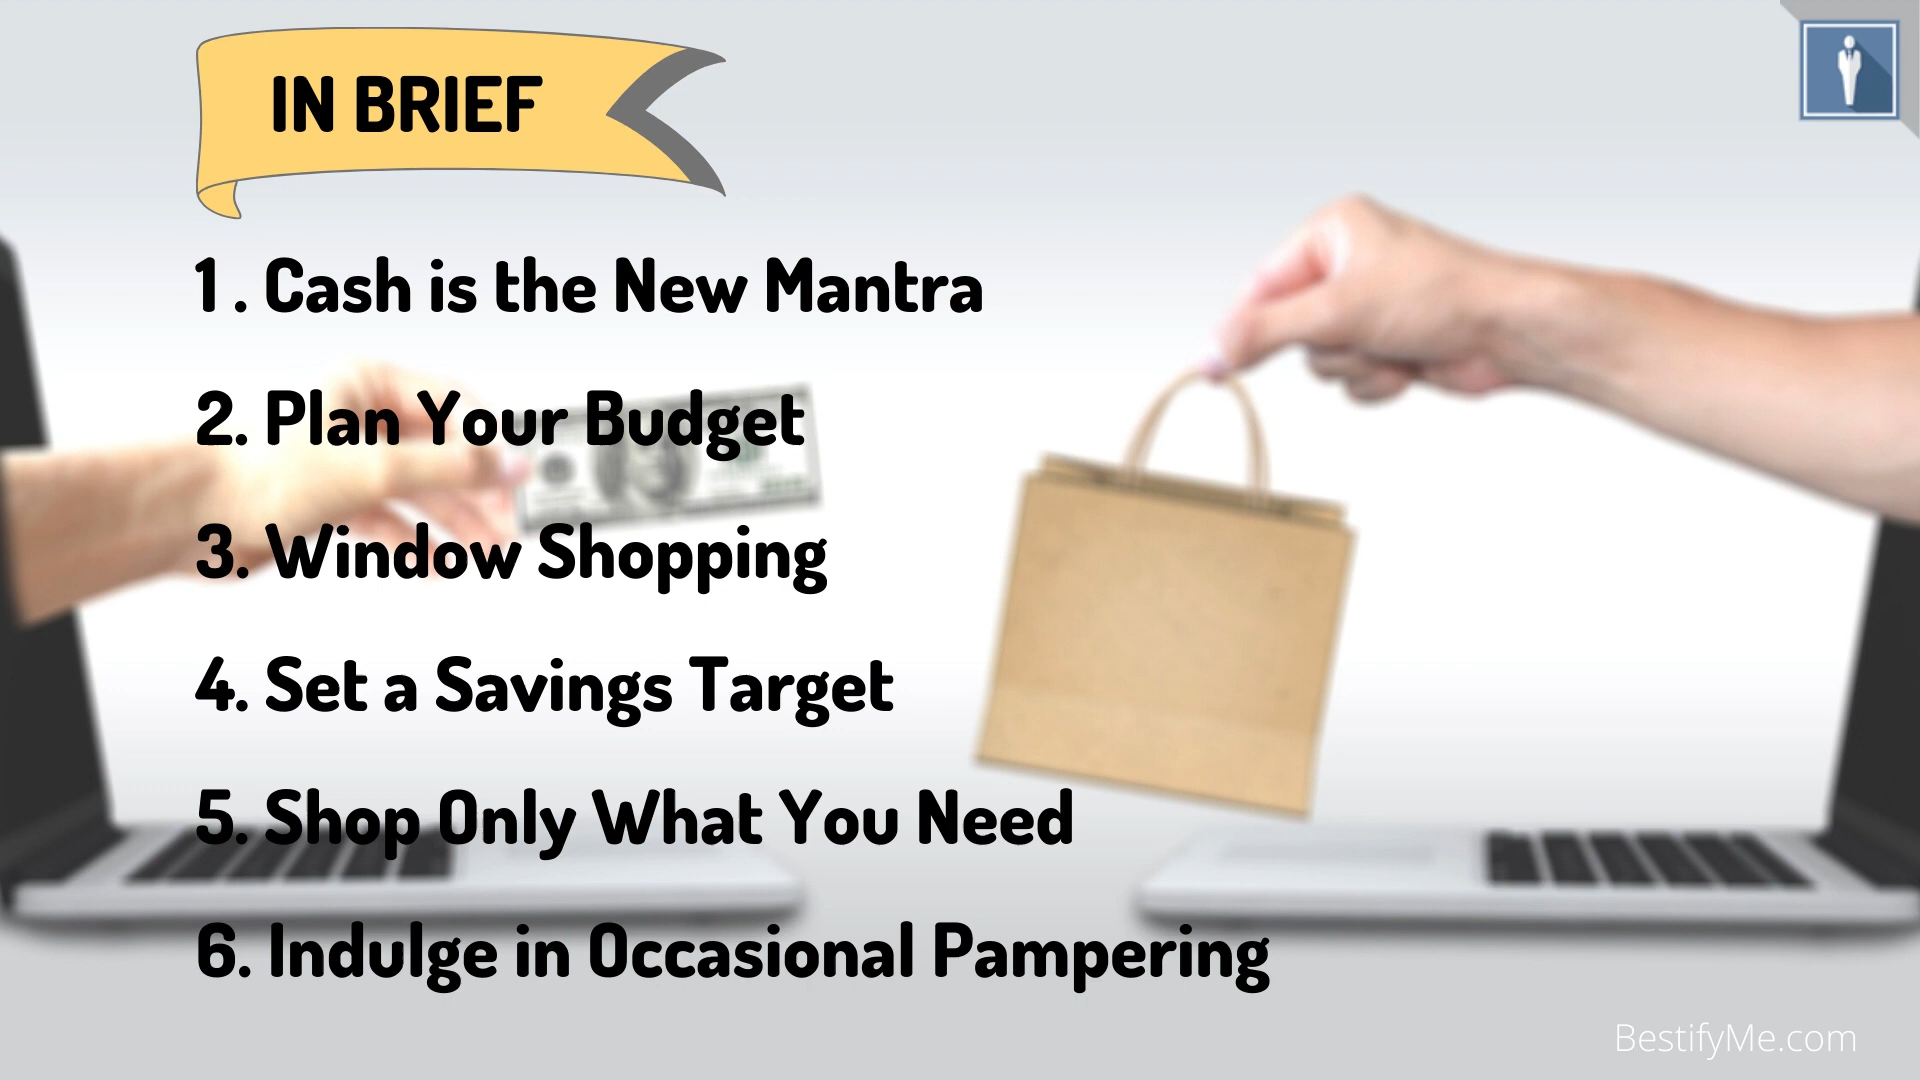 IN BRIEF
1 . Cash is the New Mantra
2. Plan Your Budget
3. Window Shopping
4. Set a Savings Target
5. Shop Only What You Need
6. Indulge in Occasional Pampering
BestifyMe.com